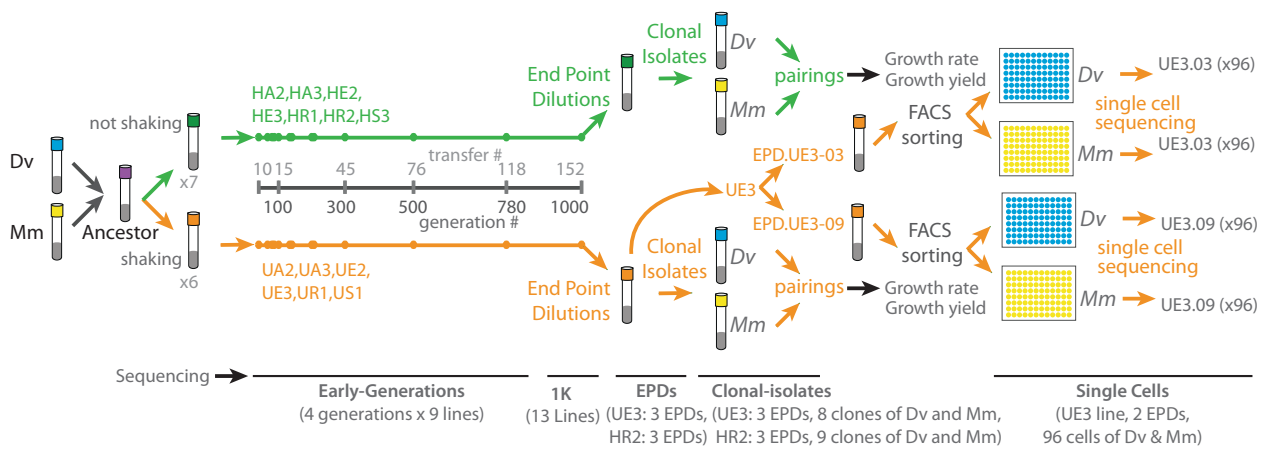 Dv
Mm
Ancestor
not shaking
x7
shaking
x6
HA2,HA3,HE2,
HE3,HR1,HR2,HS3
transfer #
10 15 45 76 118 152
100 300 500 780 1000
generation #
UA2,UA3,UE2,
UE3,UR1,US1
End Point
Dilutions
Clonal
Isolates
Dv
Mm
pairings
Growth rate
Growth yield
End Point
Dilutions
Clonal
Isolates
Dv
Mm
pairings
Growth rate
Growth yield
UE3
EPD.UE3-03
EPD.UE3-09
FACS
sorting
Dv
UE3.03 (x96)
single cell
sequencing
Mm
UE3.03 (x96)
FACS
sorting
Dv
UE3.09 (x96)
single cell
sequencing
Mm
UE3.09 (x96)
Sequencing
Early-Generations
(4 generations x 9 lines)
1K
(13 Lines)
EPDs
(UE3: 3 EPDs,
HR2: 3 EPDs)
Clonal-isolates
(UE3: 3 EPDs, 8 clones of Dv and Mm,
HR2: 3 EPDs, 9 clones of Dv and Mm)
Single Cells
(UE3 line, 2 EPDs,
96 cells of Dv & Mm)